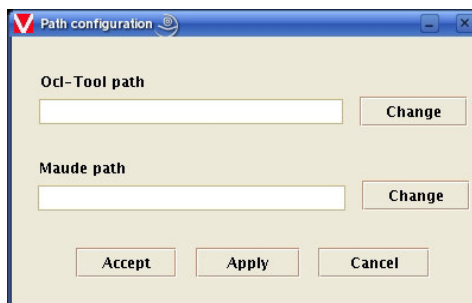 Path configuration
Ocl-Tool path
Change
Maude path
Change
Accept Apply Cancel